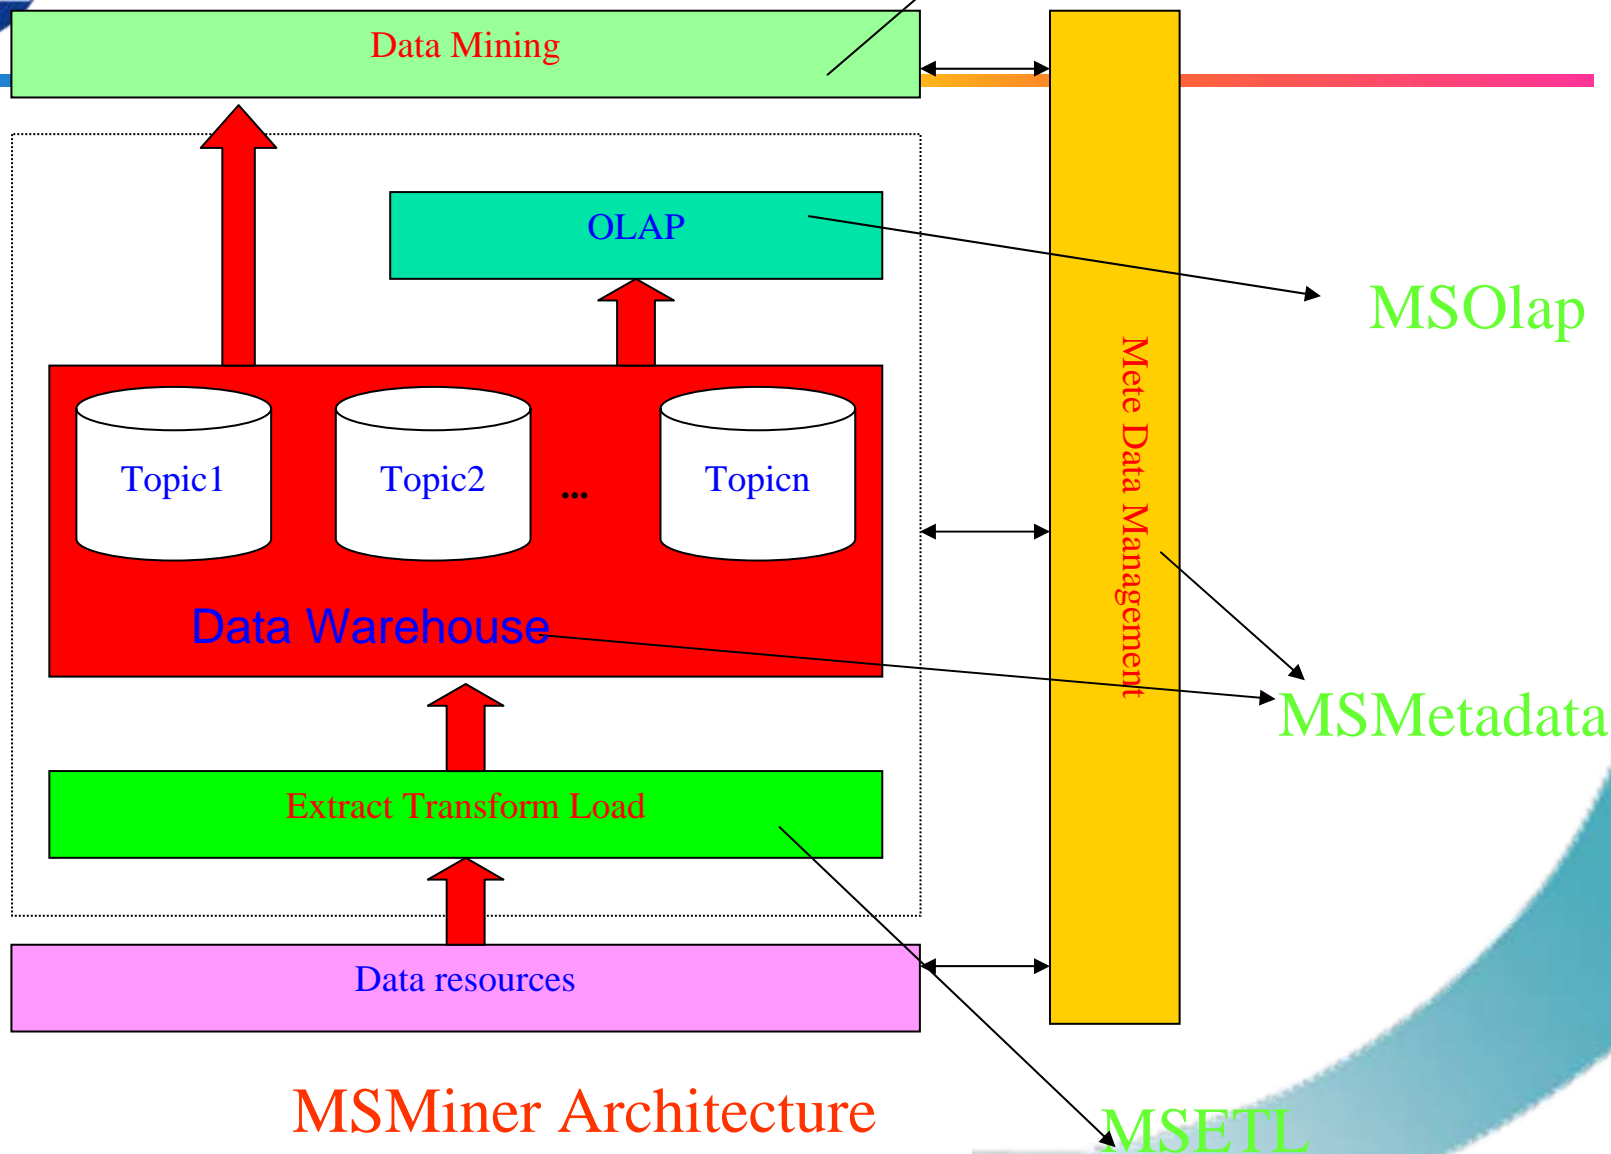 Data Mining
OLAP
MSOlap
Mete Data Management
Topic1
Topic2
...
Topicn
Data Warehouse
MSMetadata
Extract Transform Load
Data resources
MSMiner Architecture
MSETL